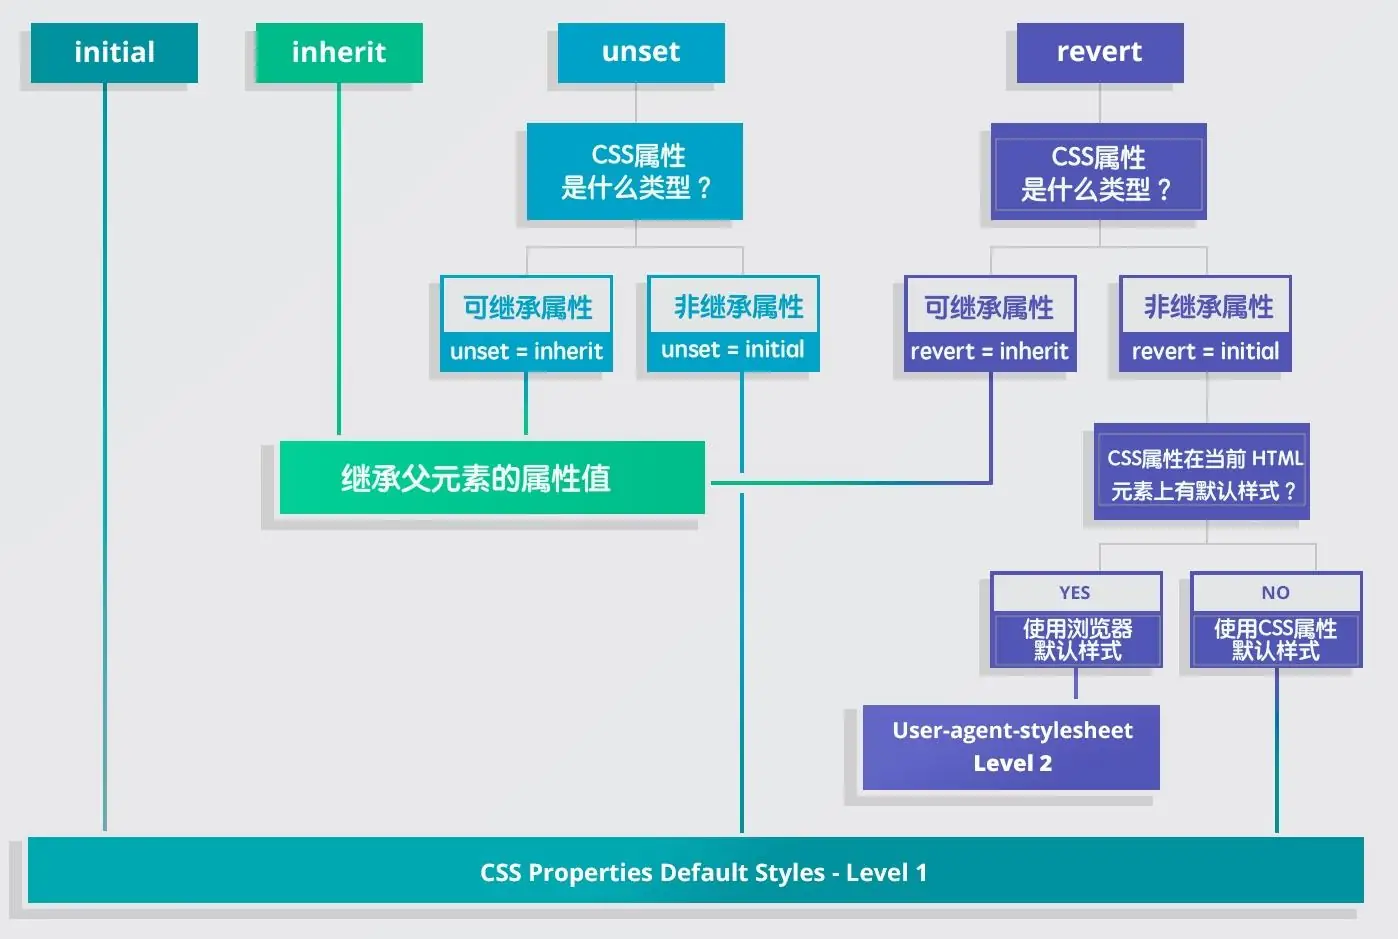 initial
inherit
unset
revert
CSS属性
是什么类型？
CSS属性
是什么类型？
可继承属性
unset = inherit
非继承属性
unset = initial
可继承属性
revert = inherit
非继承属性
revert = initial
继承父元素的属性值
CSS属性在当前 HTML
元素上有默认样式？
YES
使用浏览器
默认样式
NO
使用CSS属性
默认样式
User-agent-stylesheet
Level 2
CSS Properties Default Styles - Level 1